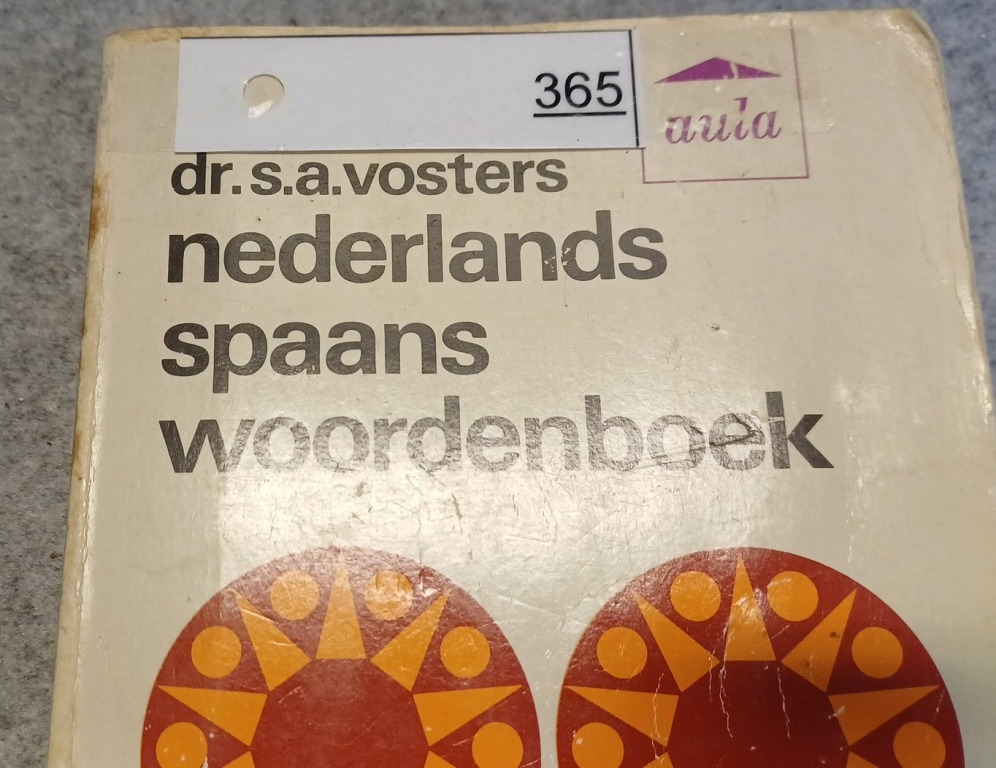 365
aula
dr. s.a. vosters
nederlands
spaans
woordenboek